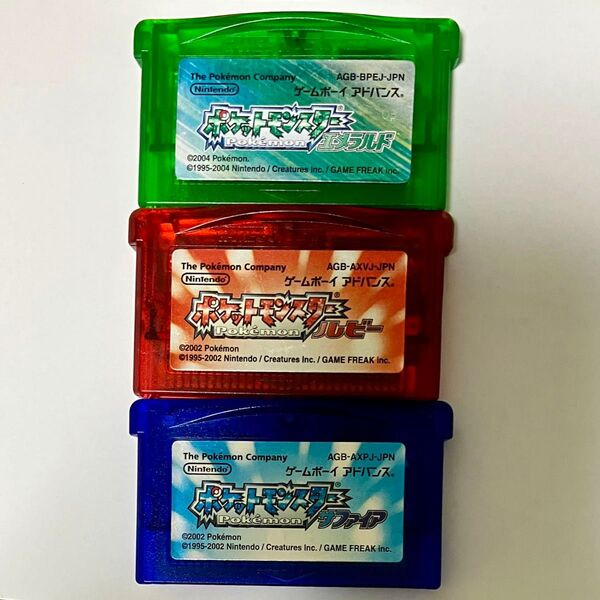 The Pokémon Company AGB-BPEJ-JPN
Nintendo ゲームボーイ アドバンス®
ポケットモンスター
Pokémon エメラルド
©2004 Pokémon.
©1995-2004 Nintendo / Creatures inc. / GAME FREAK inc.
The Pokémon Company AGB-AXVJ-JPN
Nintendo ゲームボーイ アドバンス®
ポケットモンスター
Pokémon ルビー
©2002 Pokémon
©1995-2002 Nintendo / Creatures Inc. / GAME FREAK inc.
The Pokémon Company AGB-AXPJ-JPN
Nintendo ゲームボーイ アドバンス®
ポケットモンスター
Pokémon サファイア
©2002 Pokémon
©1995-2002 Nintendo / Creatures Inc. / GAME FREAK inc.